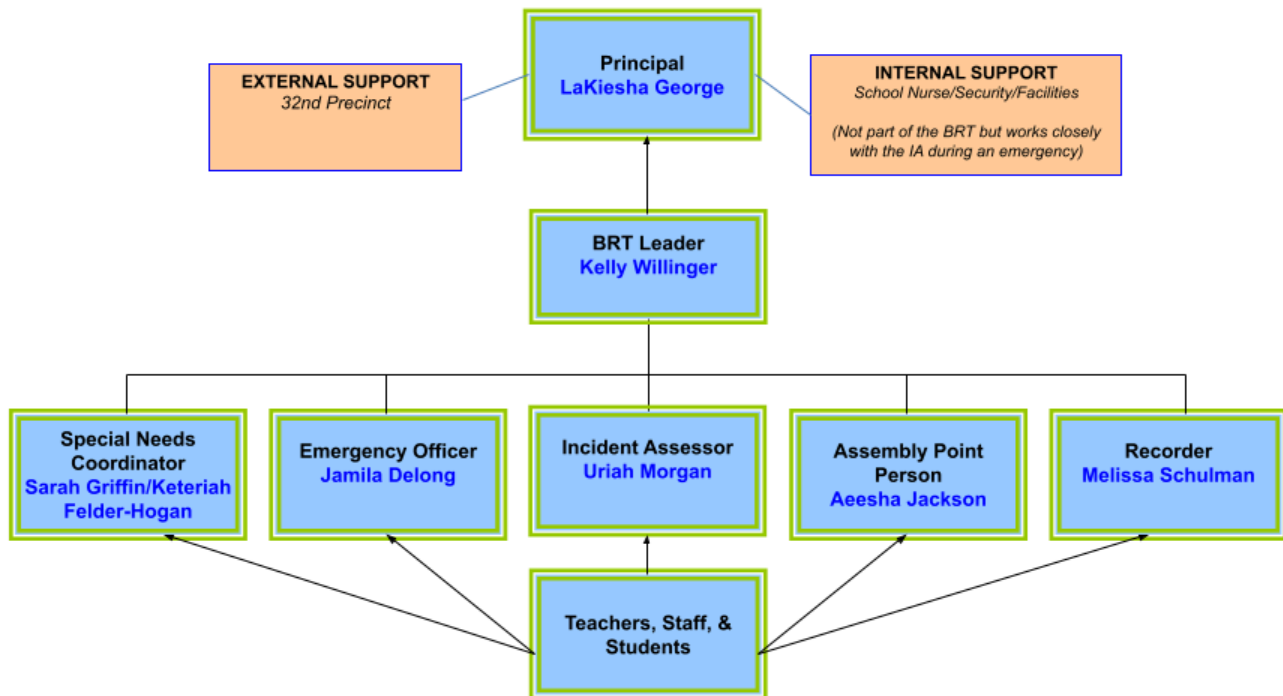 Principal
LaKiesha George
EXTERNAL SUPPORT
32nd Precinct
INTERNAL SUPPORT
School Nurse/Security/Facilities
(Not part of the BRT but works closely
with the IA during an emergency)
BRT Leader
Kelly Willinger
Special Needs
Coordinator
Sarah Griffin/Keteriah
Felder-Hogan
Emergency Officer
Jamila Delong
Incident Assessor
Uriah Morgan
Assembly Point
Person
Aeesha Jackson
Recorder
Melissa Schulman
Teachers, Staff, &
Students